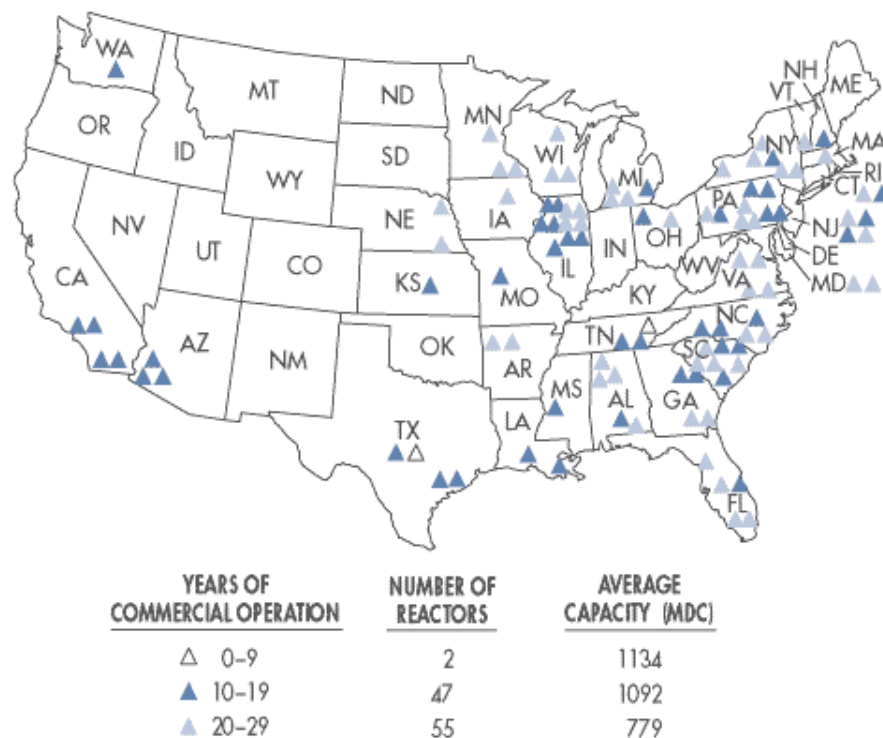 WA
MT
ND
MN
VT
NH
ME
OR
ID
SD
WI
NY
MA
WY
MI
RI
CT
NV
NE
IA
PA
NJ
UT
CO
IL
IN
OH
DE
CA
KS
MO
WV
VA
MD
KY
AZ
NM
OK
AR
TN
NC
SC
MS
AL
GA
TX
LA
FL
YEARS OF COMMERCIAL OPERATION
NUMBER OF REACTORS
AVERAGE CAPACITY (MDC)
0–9 2 1134
10–19 47 1092
20–29 55 779